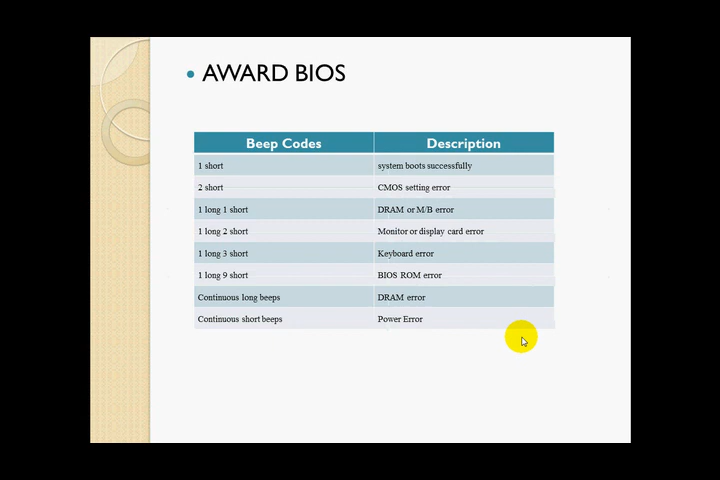 AWARD BIOS
Beep Codes Description
1 short system boots successfully
2 short CMOS setting error
1 long 1 short DRAM or M/B error
1 long 2 short Monitor or display card error
1 long 3 short Keyboard error
1 long 9 short BIOS ROM error
Continuous long beeps DRAM error
Continuous short beeps Power Error